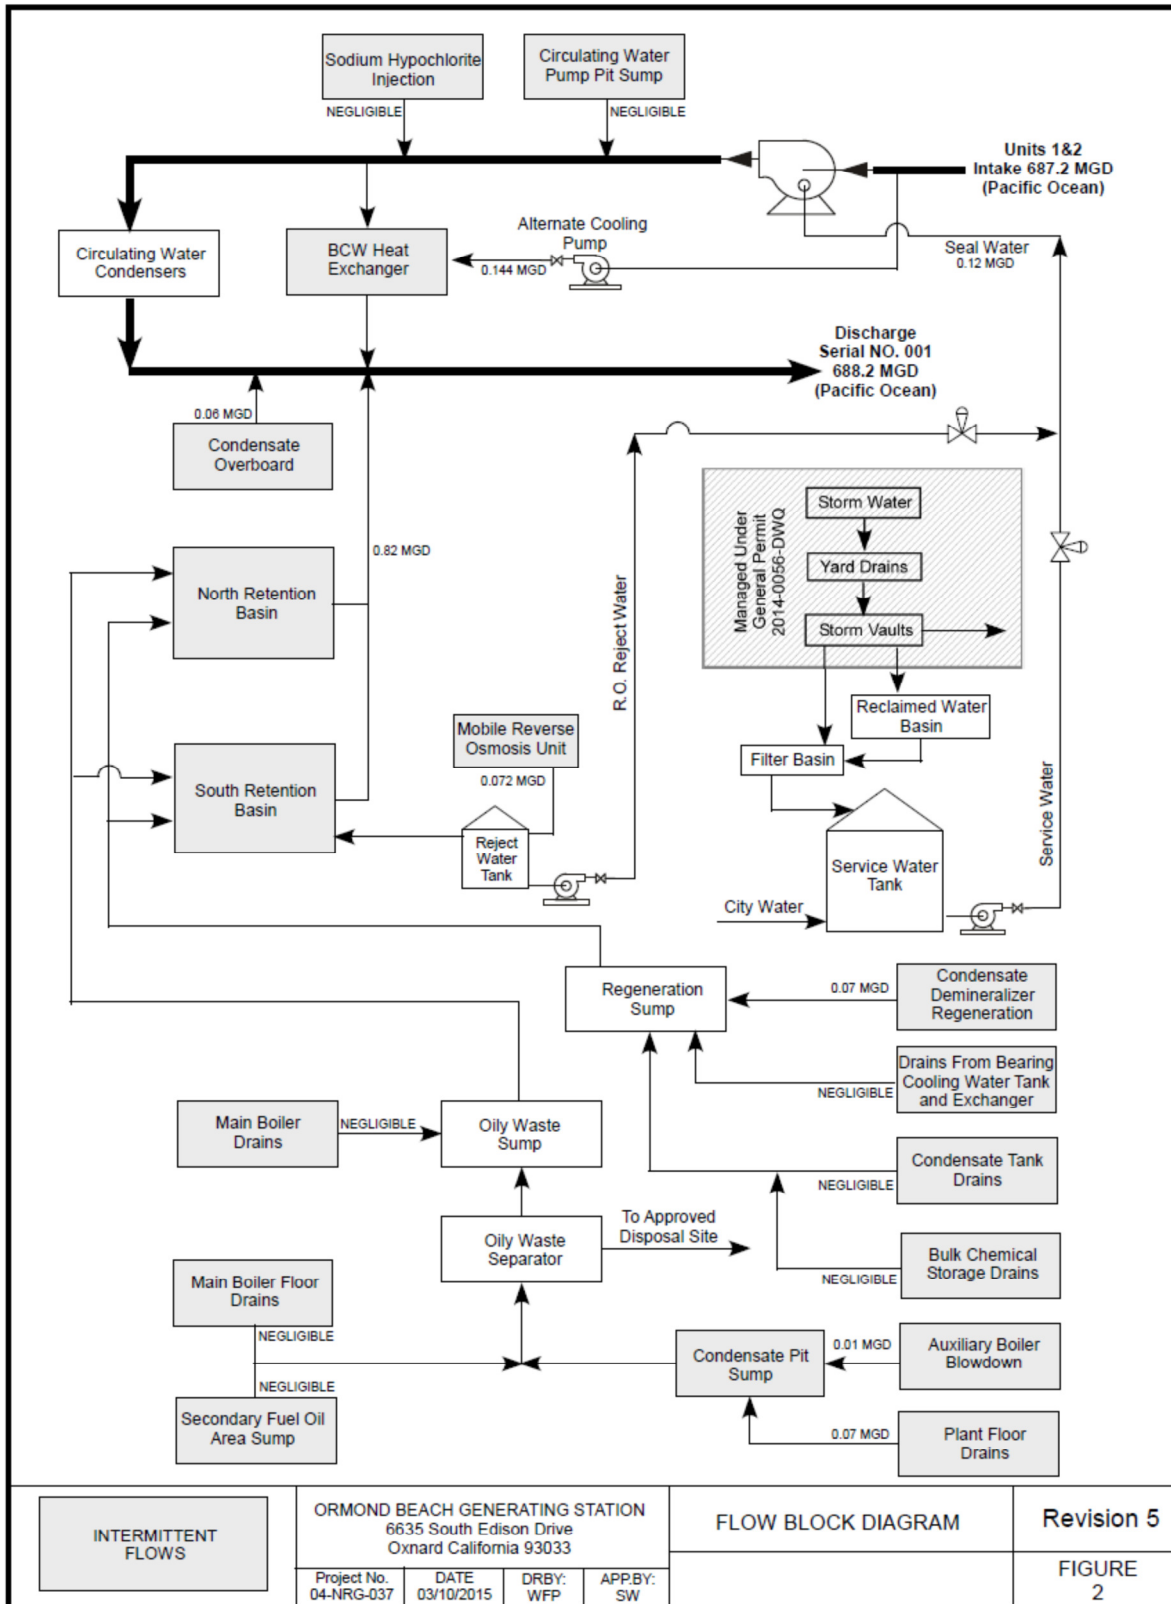 Sodium Hypochlorite
Injection
Circulating Water
Pump Pit Sump
NEGLIGIBLE
NEGLIGIBLE
Units 1&2
Intake 687.2 MGD
(Pacific Ocean)
Circulating Water
Condensers
BCW Heat
Exchanger
Alternate Cooling
Pump
0.144 MGD
Seal Water
0.12 MGD
Discharge
Serial NO. 001
688.2 MGD
(Pacific Ocean)
0.06 MGD
Condensate
Overboard
0.82 MGD
North Retention
Basin
R.O. Reject Water
Managed Under
General Permit
2014-0056-DWQ
Storm Water
Yard Drains
Storm Vaults
Reclaimed Water
Basin
Filter Basin
Service Water
Mobile Reverse
Osmosis Unit
0.072 MGD
South Retention
Basin
Reject
Water
Tank
Service Water
Tank
City Water
Regeneration
Sump
0.07 MGD
Condensate
Demineralizer
Regeneration
Drains From Bearing
Cooling Water Tank
and Exchanger
NEGLIGIBLE
Main Boiler
Drains
NEGLIGIBLE
Oily Waste
Sump
Condensate Tank
Drains
NEGLIGIBLE
Oily Waste
Separator
To Approved
Disposal Site
Bulk Chemical
Storage Drains
NEGLIGIBLE
Main Boiler Floor
Drains
NEGLIGIBLE
NEGLIGIBLE
Secondary Fuel Oil
Area Sump
Condensate Pit
Sump
0.01 MGD
Auxiliary Boiler
Blowdown
0.07 MGD
Plant Floor
Drains
INTERMITTENT
FLOWS
ORMOND BEACH GENERATING STATION
6635 South Edison Drive
Oxnard California 93033
Project No.
04-NRG-037
DATE
03/10/2015
DRBY:
WFP
APP.BY:
SW
FLOW BLOCK DIAGRAM
Revision 5
FIGURE
2